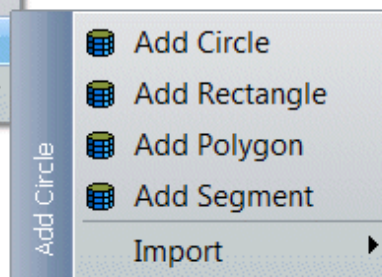 Add Circle
Add Circle
Add Rectangle
Add Polygon
Add Segment
Import